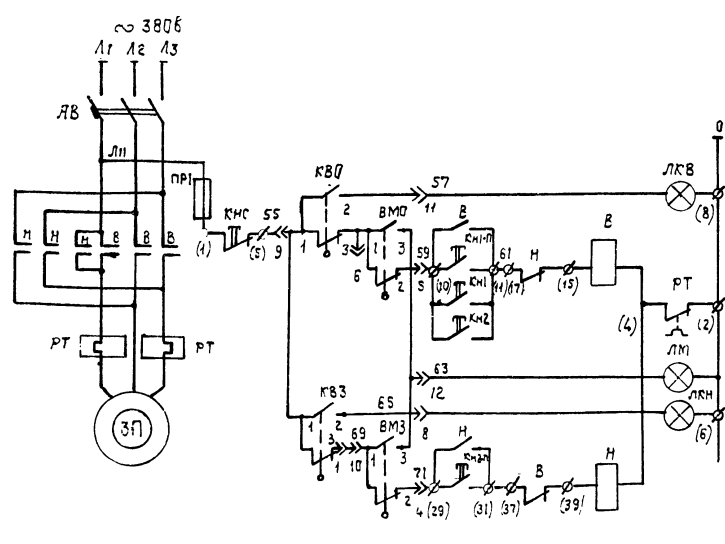 ~ 380в
Л1 Л2 Л3
АВ
Л11
ПР1
КНС
55
(1)
(5)
9
КВО
1
2
3
57
11
ЛКВ
(8)
0
ВМО
1
3
6
2
59
5
(10)
В
КН1-П
КН1
КН2
61
(11)
(17)
Н
(15)
В
РТ
(2)
(4)
Н Н М В В В
РТ
РТ
ЭП
63
12
ЛМ
ЛКН
(6)
КВЗ
1
2
3
65
8
69
1
10
ВМЗ
1
3
2
71
4
(29)
Н
(31)
(37)
В
(39)
Н